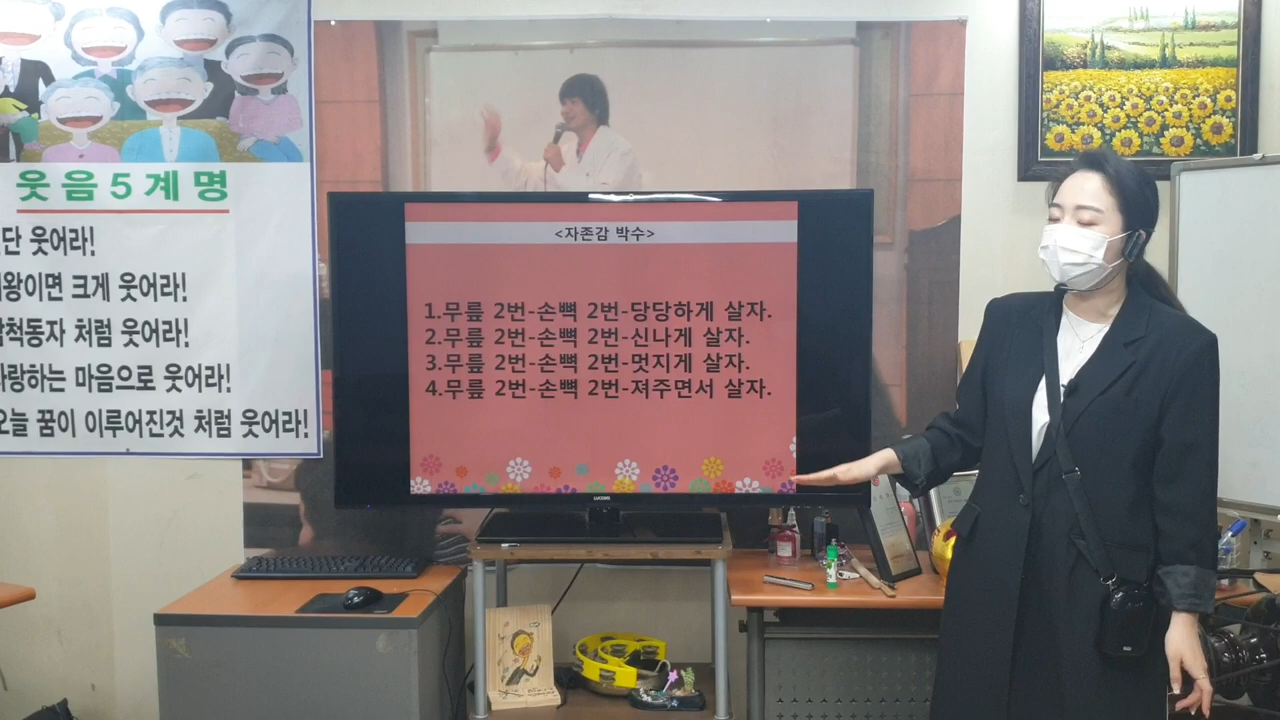 웃음5계명
단 웃어라!
왕이면 크게 웃어라!
척동자 처럼 웃어라!
랑하는 마음으로 웃어라!
오늘 꿈이 이루어진것 처럼 웃어라!
<자존감 박수>
1.무릎 2번-손뼉 2번-당당하게 살자.
2.무릎 2번-손뼉 2번-신나게 살자.
3.무릎 2번-손뼉 2번-멋지게 살자.
4.무릎 2번-손뼉 2번-져주면서 살자.
LUCOMS